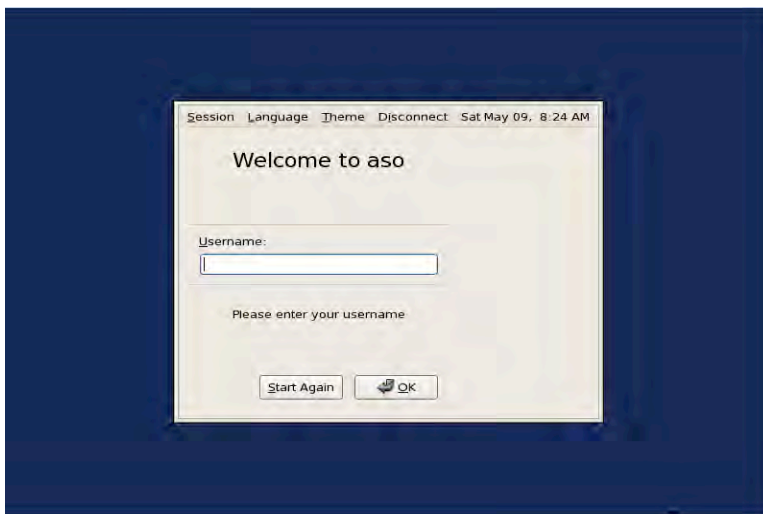 Session Language Theme Disconnect Sat May 09, 8:24 AM
Welcome to aso
Username:
Please enter your username
Start Again OK